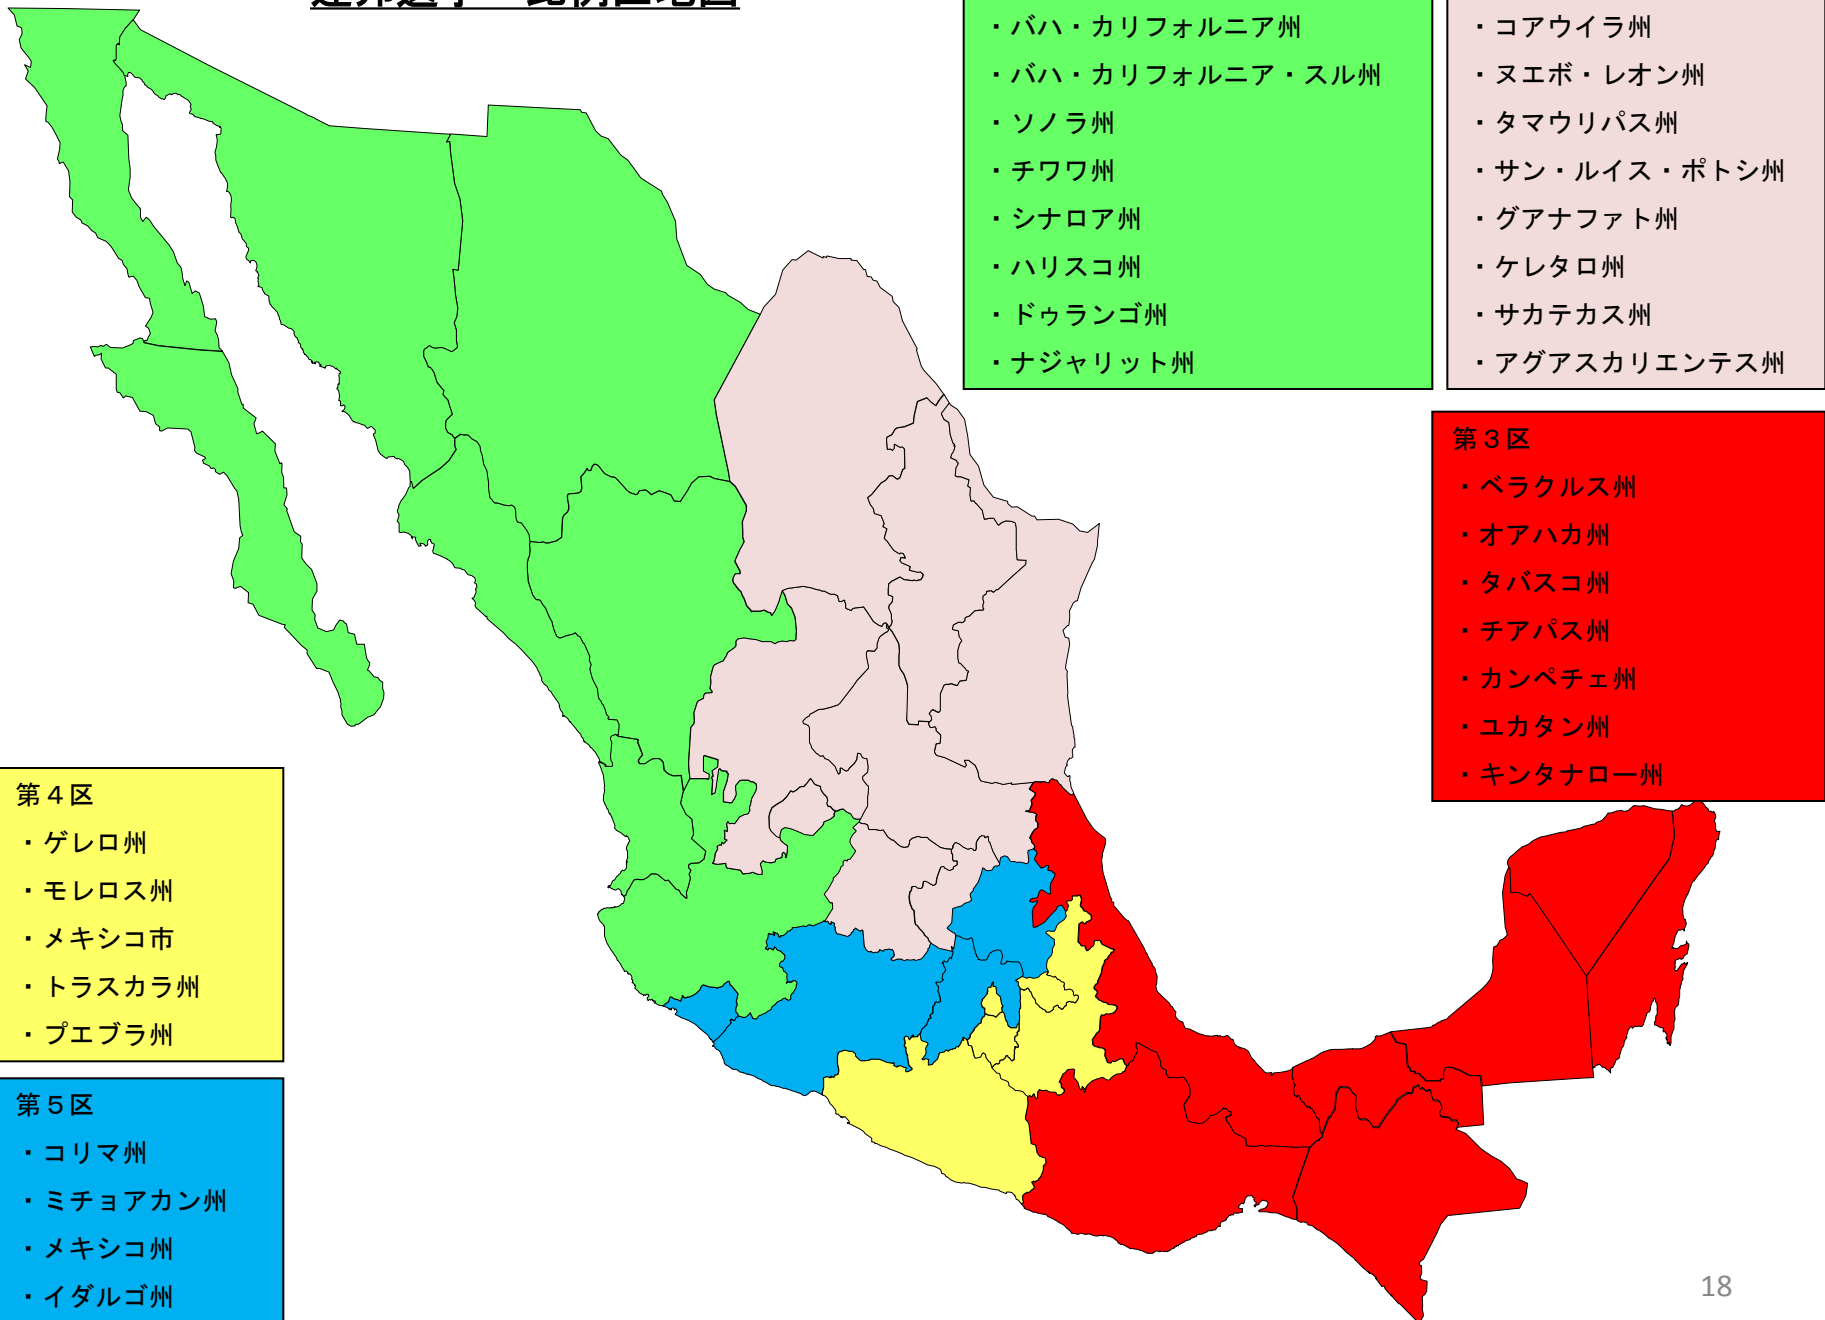 ・バハ・カリフォルニア州
・バハ・カリフォルニア・スル州
・ソノラ州
・チワワ州
・シナロア州
・ハリスコ州
・ドゥランゴ州
・ナジャリット州
・コアウイラ州
・ヌエボ・レオン州
・タマウリパス州
・サン・ルイス・ポトシ州
・グアナファト州
・ケレタロ州
・サカテカス州
・アグアスカリエンテス州
第３区
・ベラクルス州
・オアハカ州
・タバスコ州
・チアパス州
・カンペチェ州
・ユカタン州
・キンタナロー州
第４区
・ゲレロ州
・モレロス州
・メキシコ市
・トラスカラ州
・プエブラ州
第５区
・コリマ州
・ミチョアカン州
・メキシコ州
・イダルゴ州
18